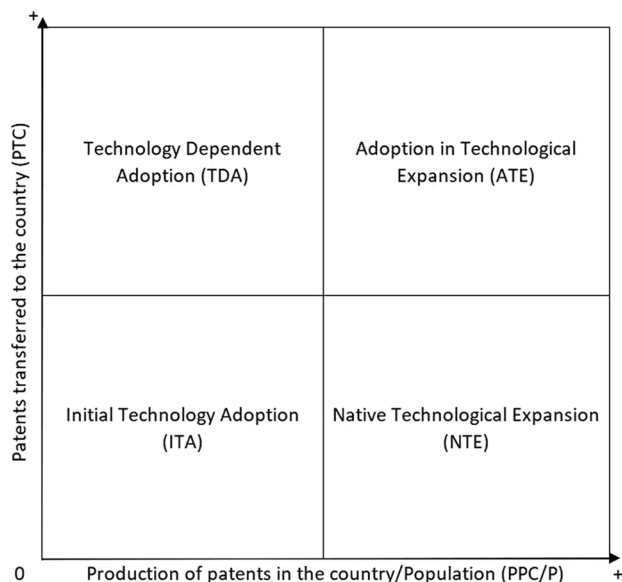 +
Patents transferred to the country (PTC)
Technology Dependent
Adoption (TDA)
Adoption in Technological
Expansion (ATE)
Initial Technology Adoption
(ITA)
Native Technological Expansion
(NTE)
0
Production of patents in the country/Population (PPC/P)
+